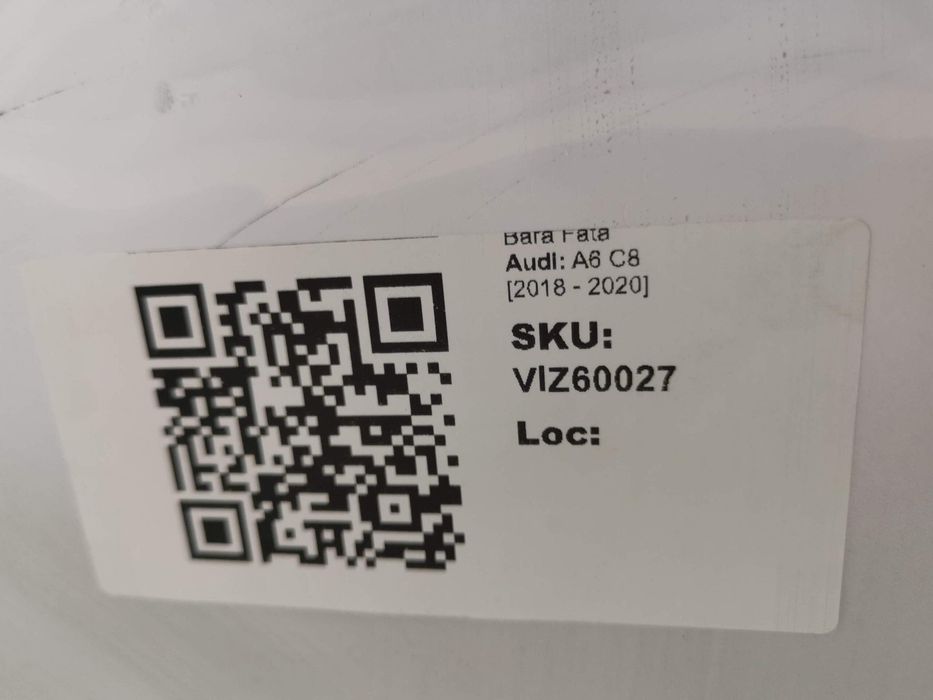 Bara Fata
Audi: A6 C8
[2018 - 2020]
SKU:
VIZ60027
Loc: